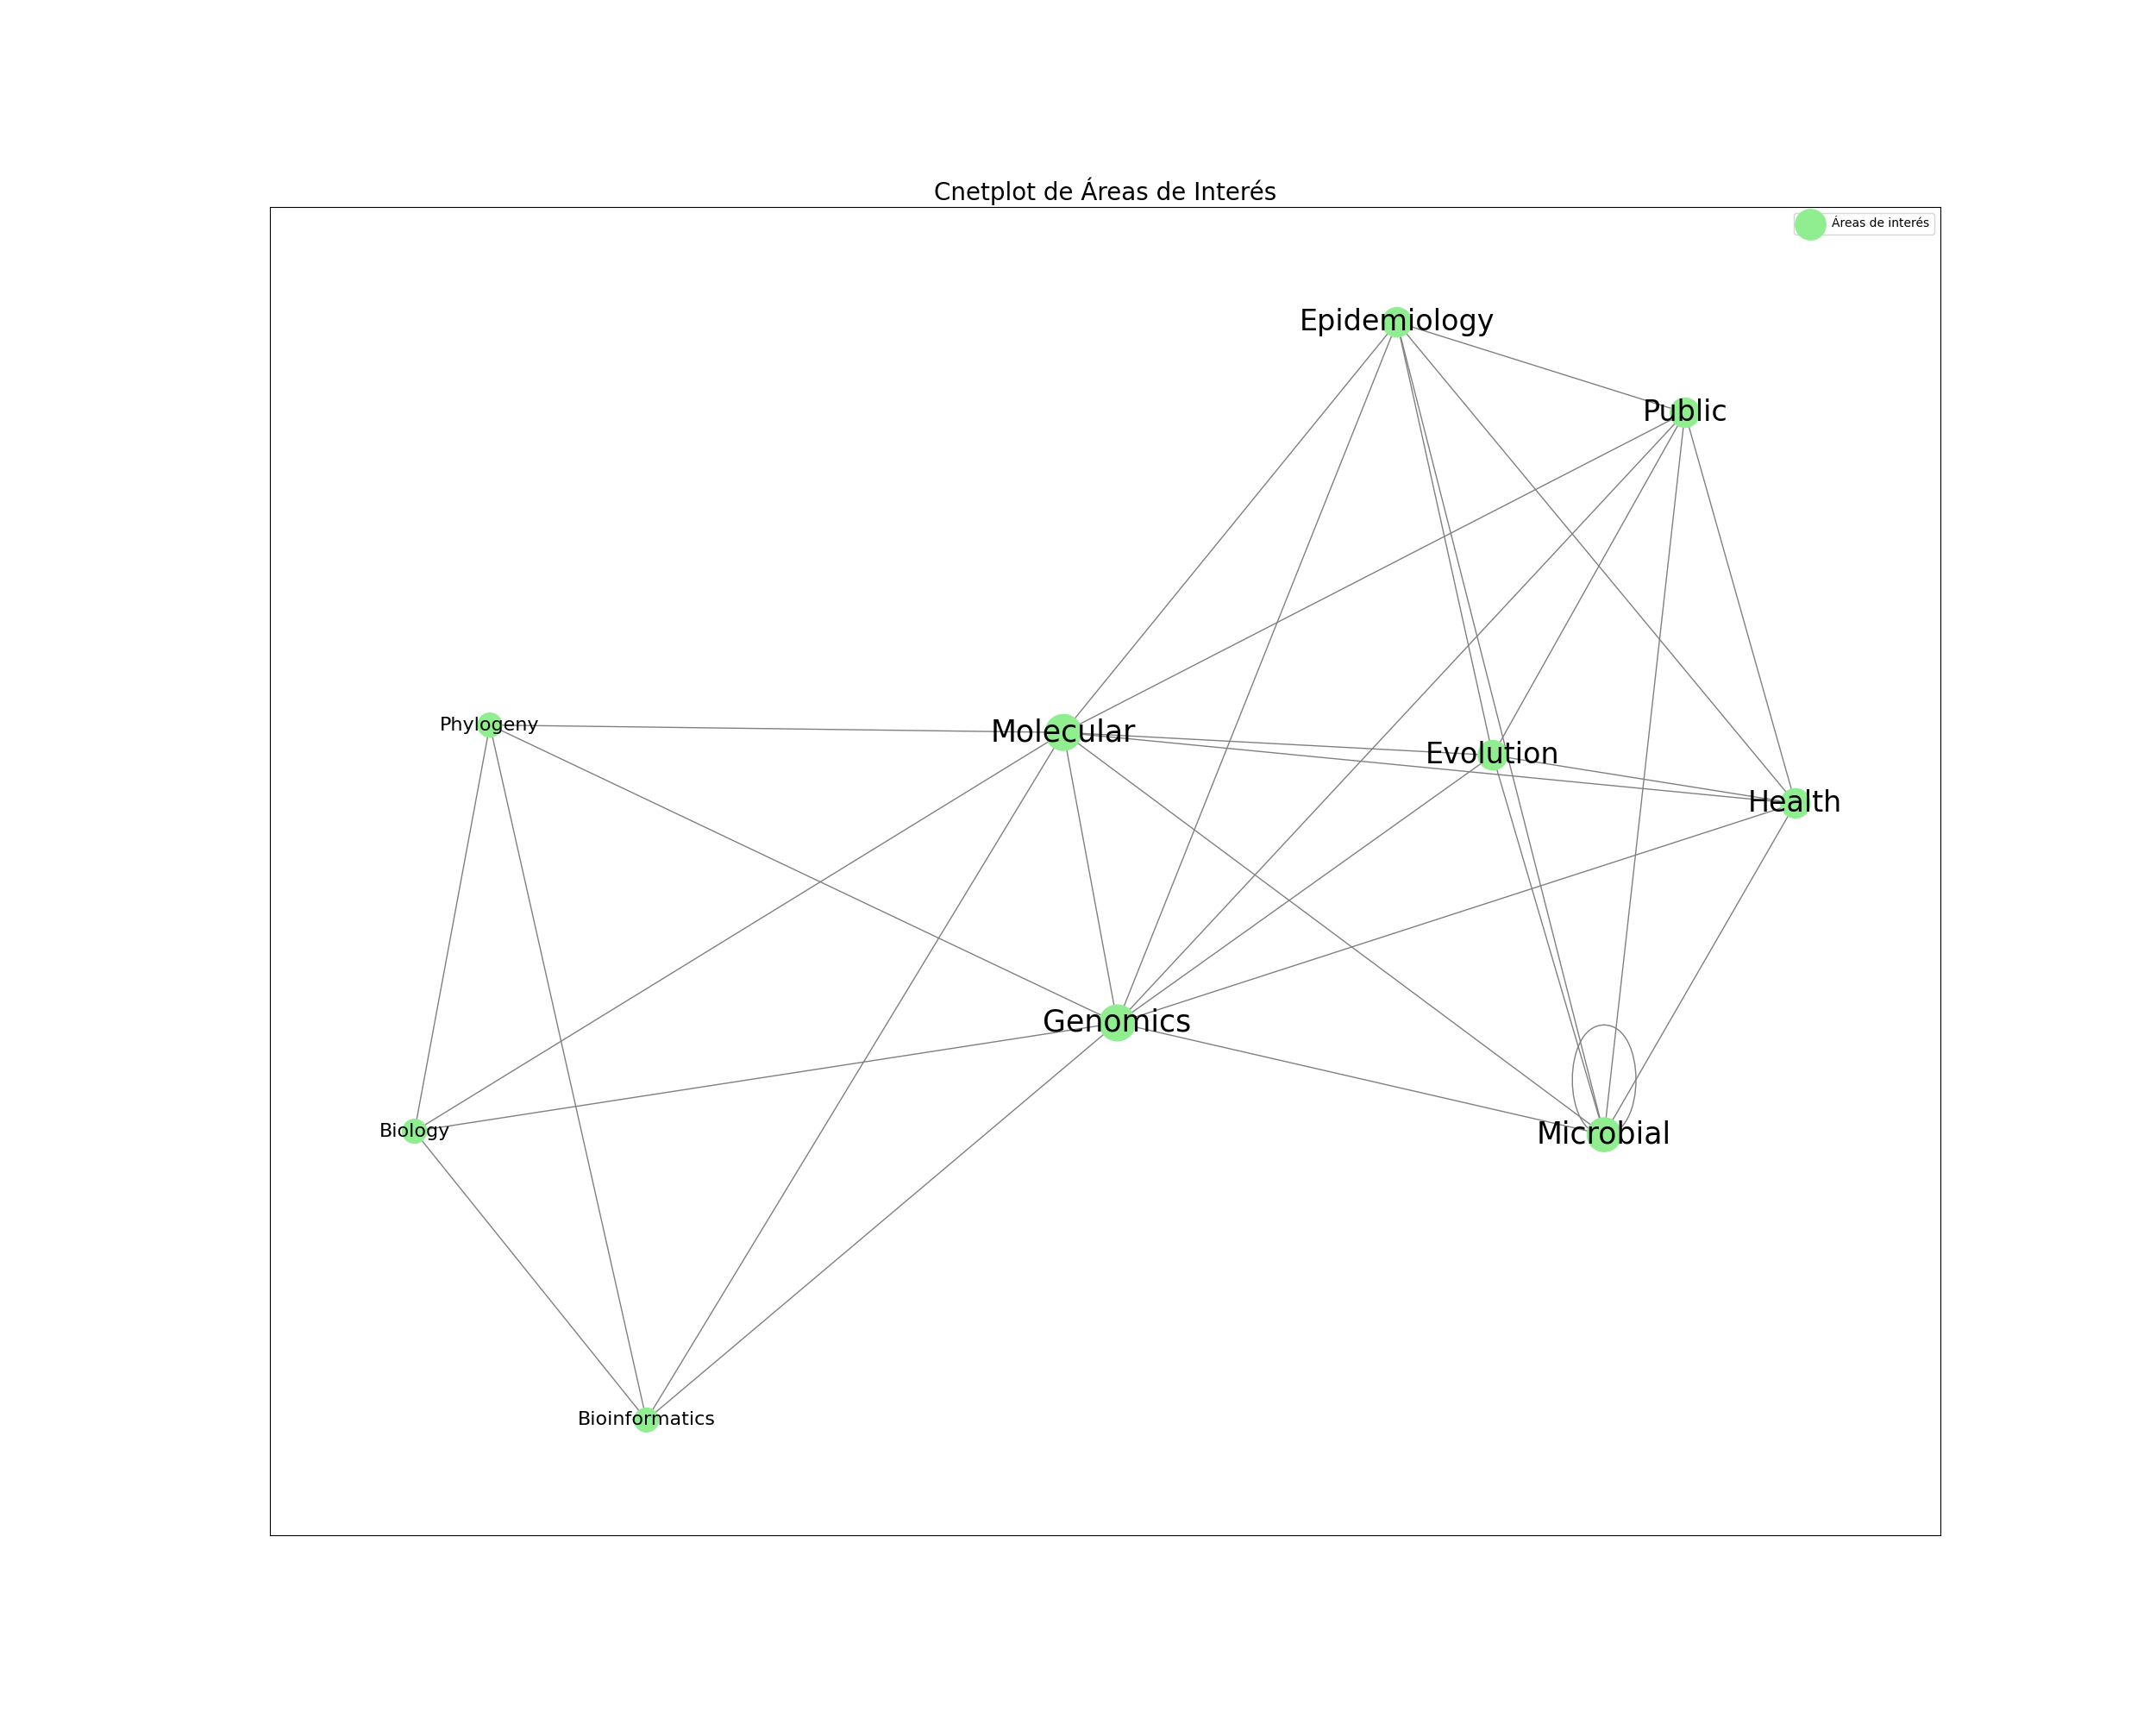 Cnetplot de Áreas de Interés
Áreas de interés
Epidemiology
Public
Phylogeny
Molecular
Evolution
Health
Genomics
Biology
Microbial
Bioinformatics